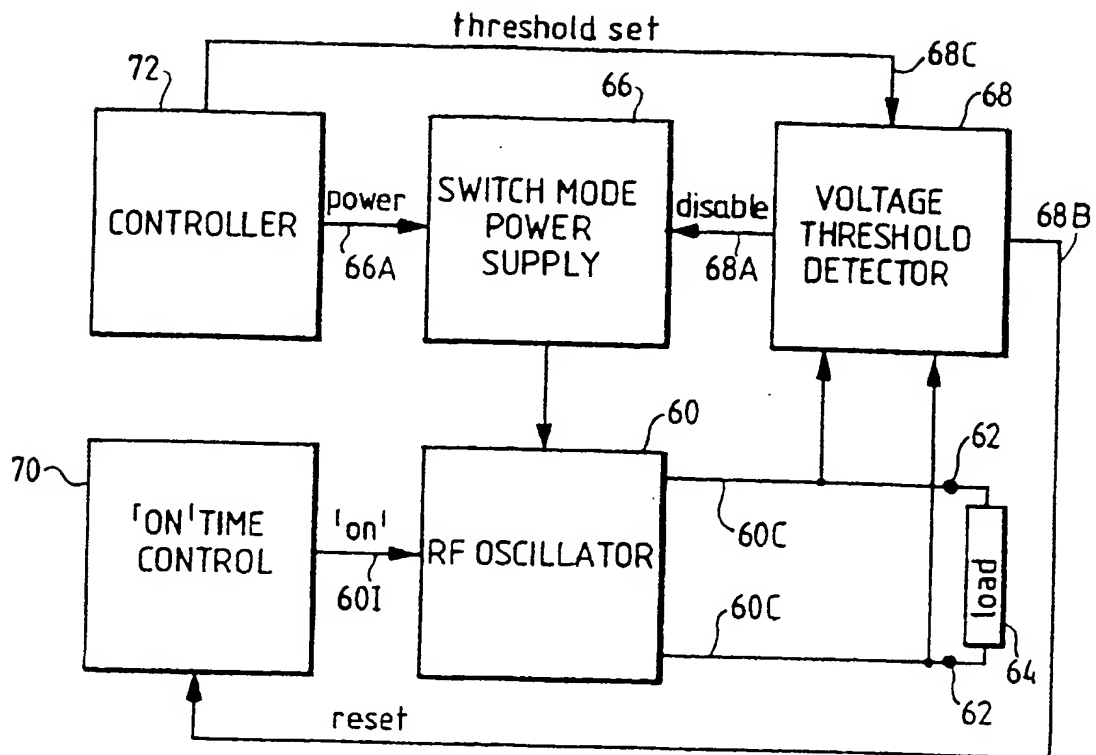 threshold set
68C
72
66
68
CONTROLLER
power
66A
SWITCH MODE
POWER
SUPPLY
disable
68A
VOLTAGE
THRESHOLD
DETECTOR
68B
60
62
70
'ON' TIME
CONTROL
'on'
60I
RF OSCILLATOR
60C
60C
load
64
62
reset